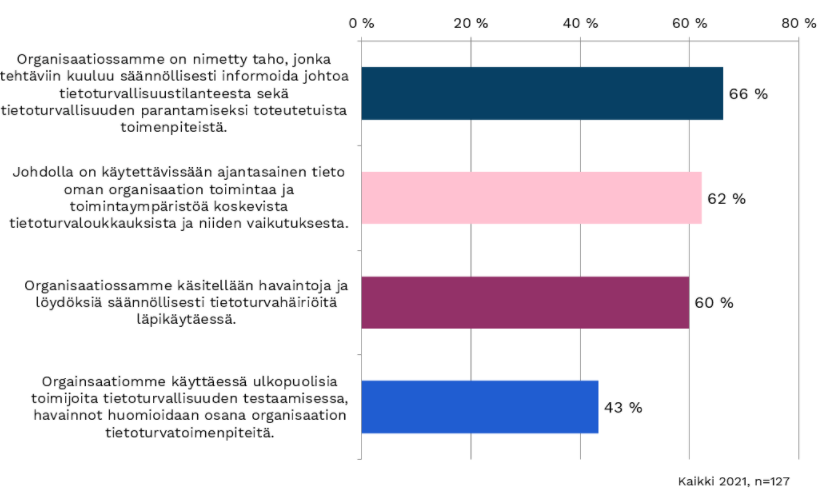 0 % 20 % 40 % 60 % 80 %
Organisaatiossamme on nimetty taho, jonka
tehtäviin kuuluu säännöllisesti informoida johtoa
tietoturvallisuustilanteesta sekä
tietoturvallisuuden parantamiseksi toteutetuista
toimenpiteistä.
66 %
Johdolla on käytettävissään ajantasainen tieto
oman organisaation toimintaa ja
toimintaympäristöä koskevista
tietoturvaloukkauksista ja niiden vaikutuksesta.
62 %
Organisaatiossamme käsitellään havaintoja ja
löydöksiä säännöllisesti tietoturvahäiriöitä
läpikäytäessä.
60 %
Orgainsaatiomme käyttäessä ulkopuolisia
toimijoita tietoturvallisuuden testaamisessa,
havainnot huomioidaan osana organisaation
tietoturvatoimenpiteitä.
43 %
Kaikki 2021, n=127